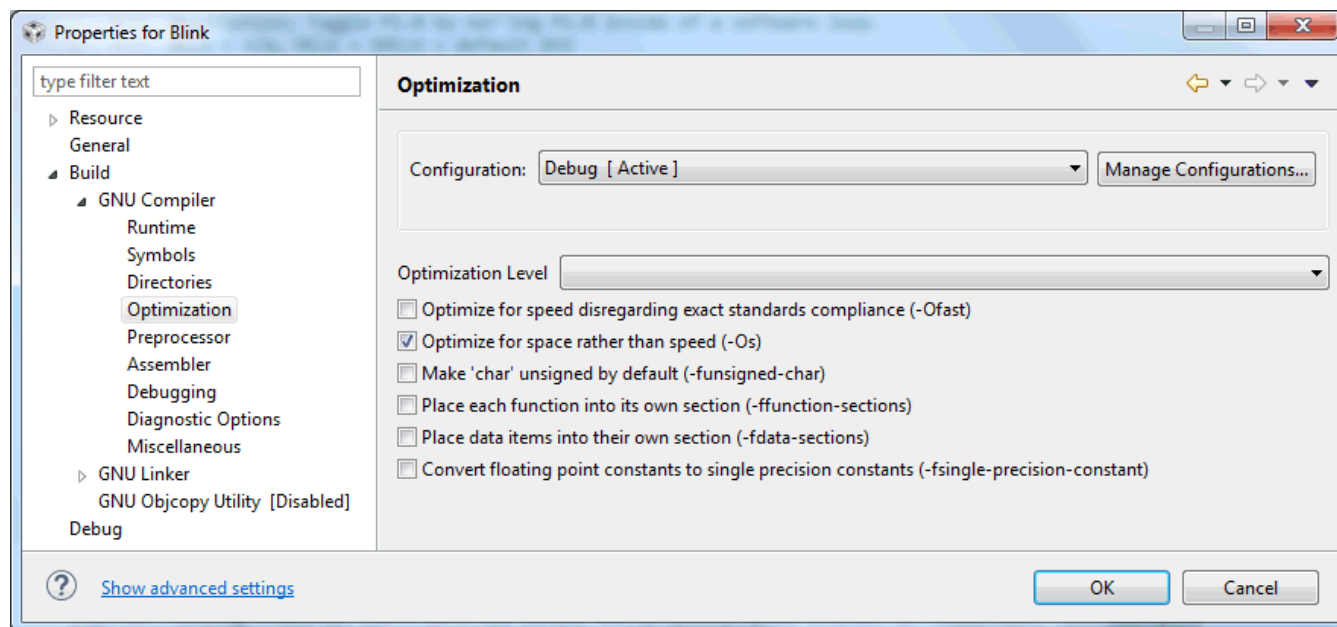 Properties for Blink
type filter text
Resource
General
Build
GNU Compiler
Runtime
Symbols
Directories
Optimization
Preprocessor
Assembler
Debugging
Diagnostic Options
Miscellaneous
GNU Linker
GNU Objcopy Utility [Disabled]
Debug
Optimization
Configuration: Debug [ Active ] Manage Configurations...
Optimization Level
Optimize for speed disregarding exact standards compliance (-Ofast)
Optimize for space rather than speed (-Os)
Make 'char' unsigned by default (-funsigned-char)
Place each function into its own section (-ffunction-sections)
Place data items into their own section (-fdata-sections)
Convert floating point constants to single precision constants (-fsingle-precision-constant)
? Show advanced settings
OK Cancel